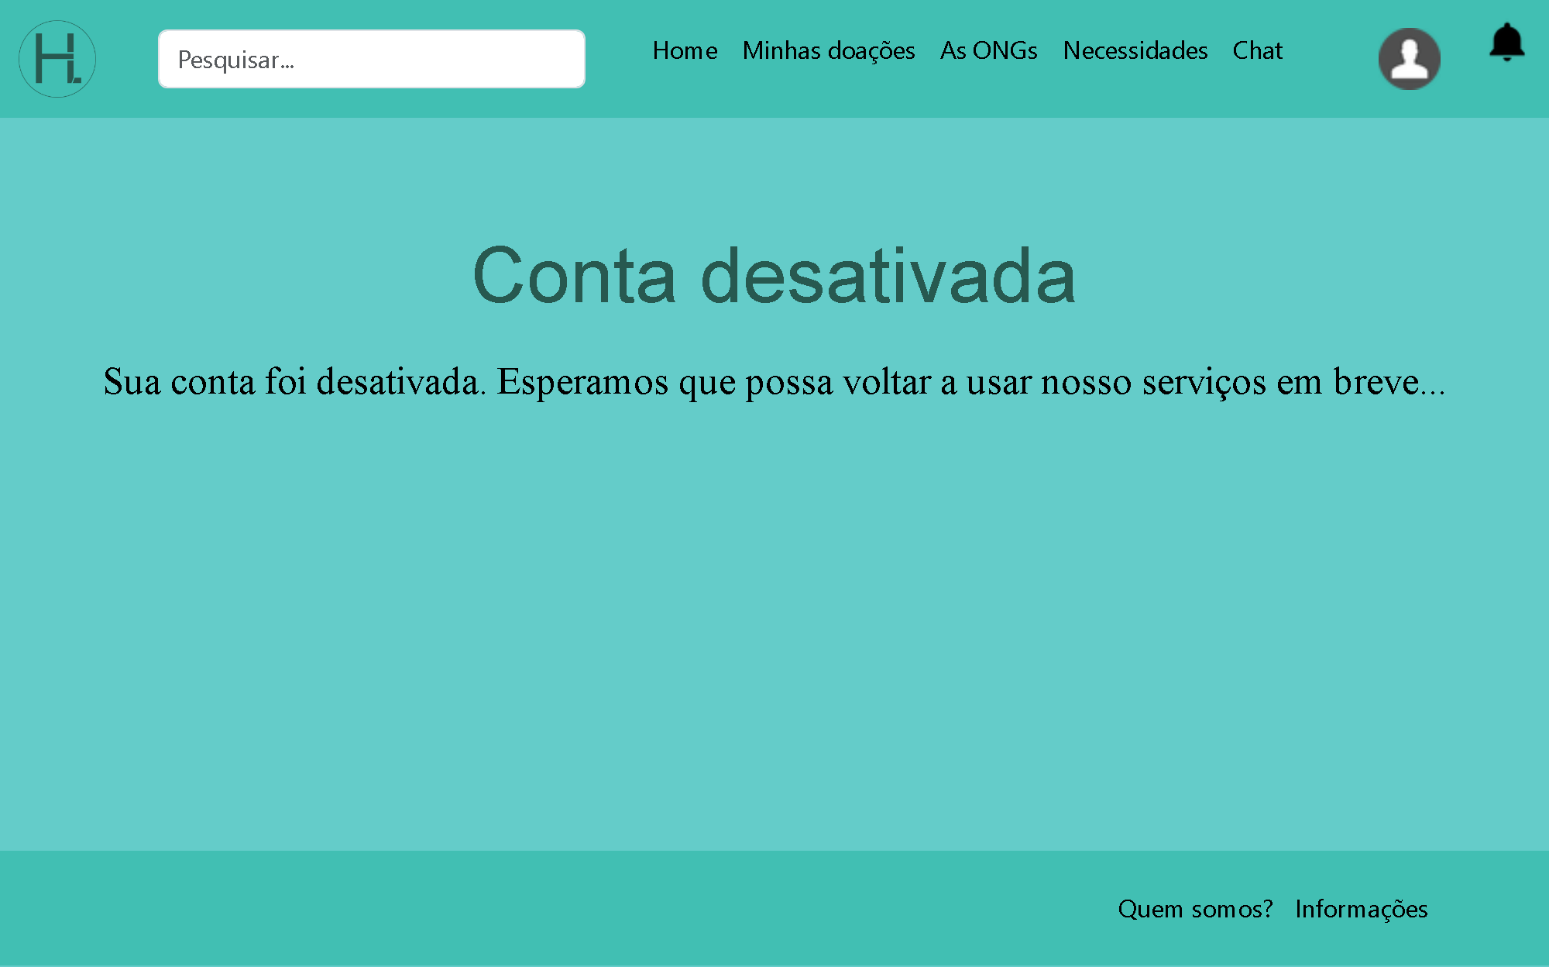 H.
Pesquisar...
Home Minhas doações As ONGs Necessidades Chat
Conta desativada
Sua conta foi desativada. Esperamos que possa voltar a usar nosso serviços em breve...
Quem somos? Informações